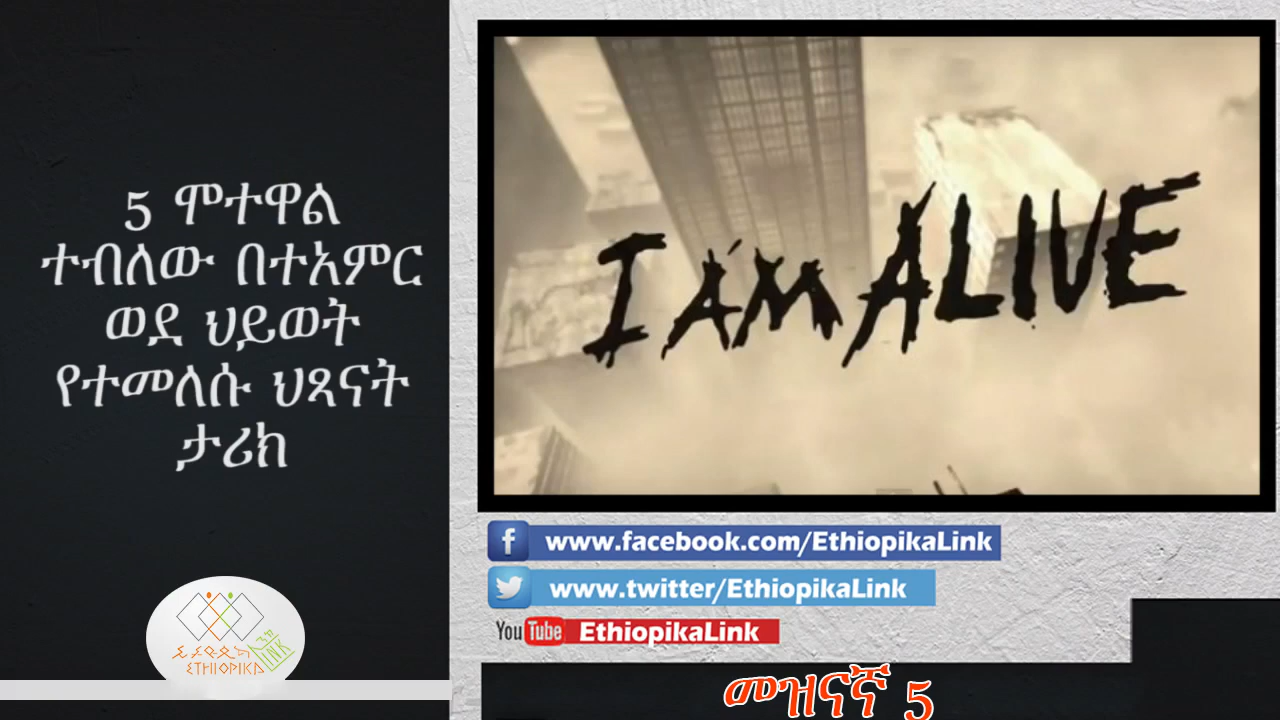 5 ሞተዋል
ተብለው በተአምር
ወደ ህይወት
የተመለሱ ህጻናት
ታሪክ
I AM ALIVE
www.facebook.com/EthiopikaLink
www.twitter/EthiopikaLink
YouTube EthiopikaLink
ETHIOPIKA
LINK
መዝናኛ 5